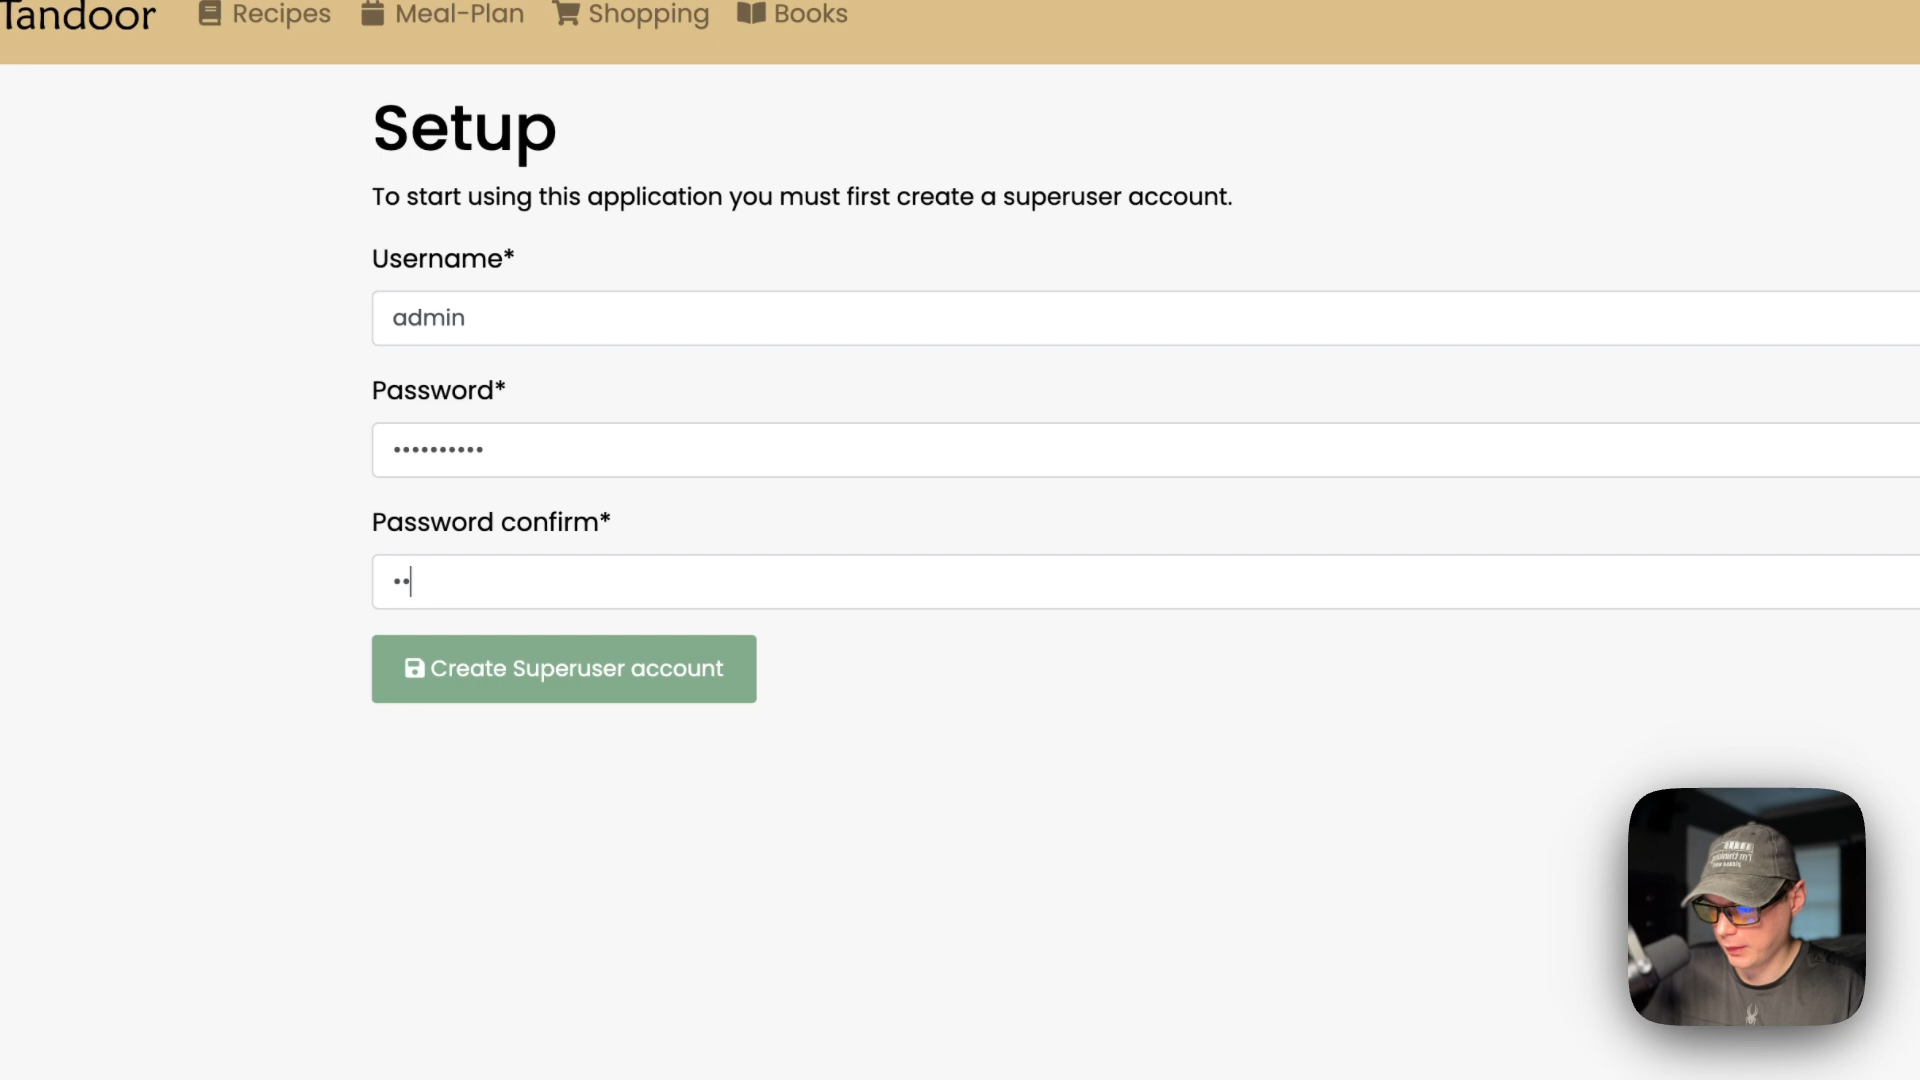 Tandoor Recipes Meal-Plan Shopping Books
Setup
To start using this application you must first create a superuser account.
Username*
admin
Password*
••••••••••
Password confirm*
••
Create Superuser account